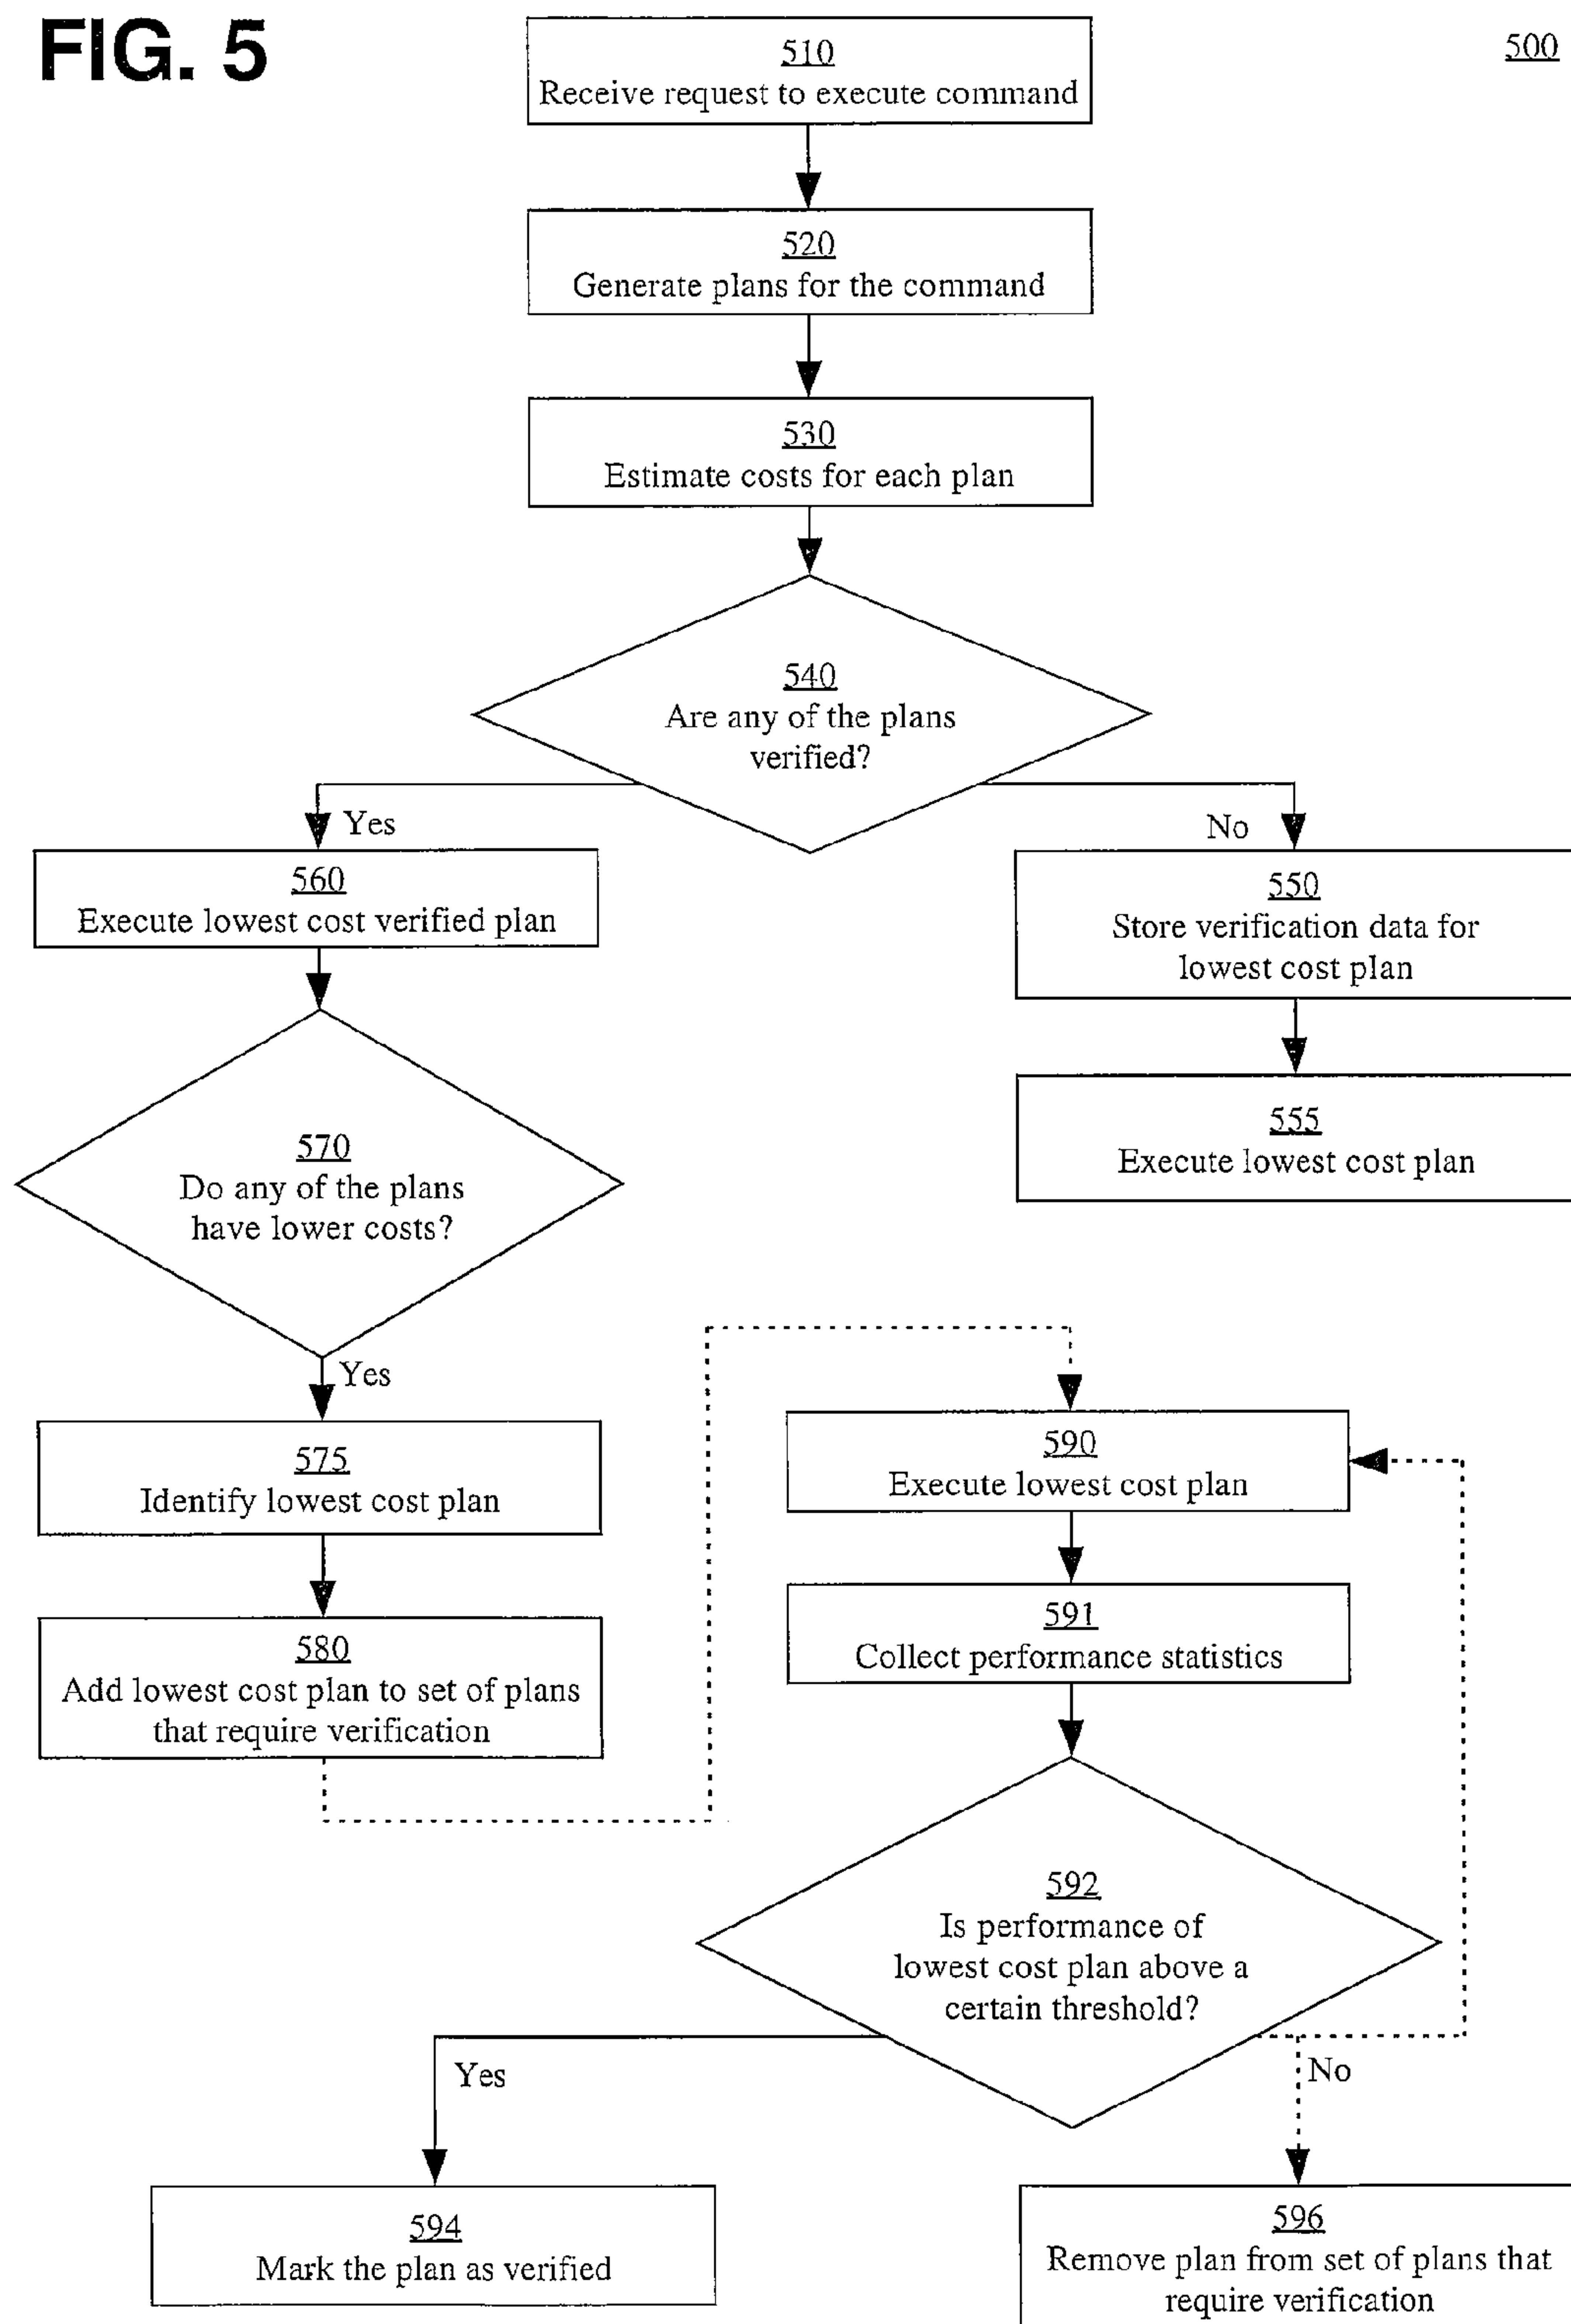 FIG. 5
500
510
Receive request to execute command
520
Generate plans for the command
530
Estimate costs for each plan
540
Are any of the plans
verified?
Yes
No
560
Execute lowest cost verified plan
550
Store verification data for
lowest cost plan
570
Do any of the plans
have lower costs?
555
Execute lowest cost plan
Yes
575
Identify lowest cost plan
580
Add lowest cost plan to set of plans
that require verification
590
Execute lowest cost plan
591
Collect performance statistics
592
Is performance of
lowest cost plan above a
certain threshold?
Yes
No
594
Mark the plan as verified
596
Remove plan from set of plans that
require verification